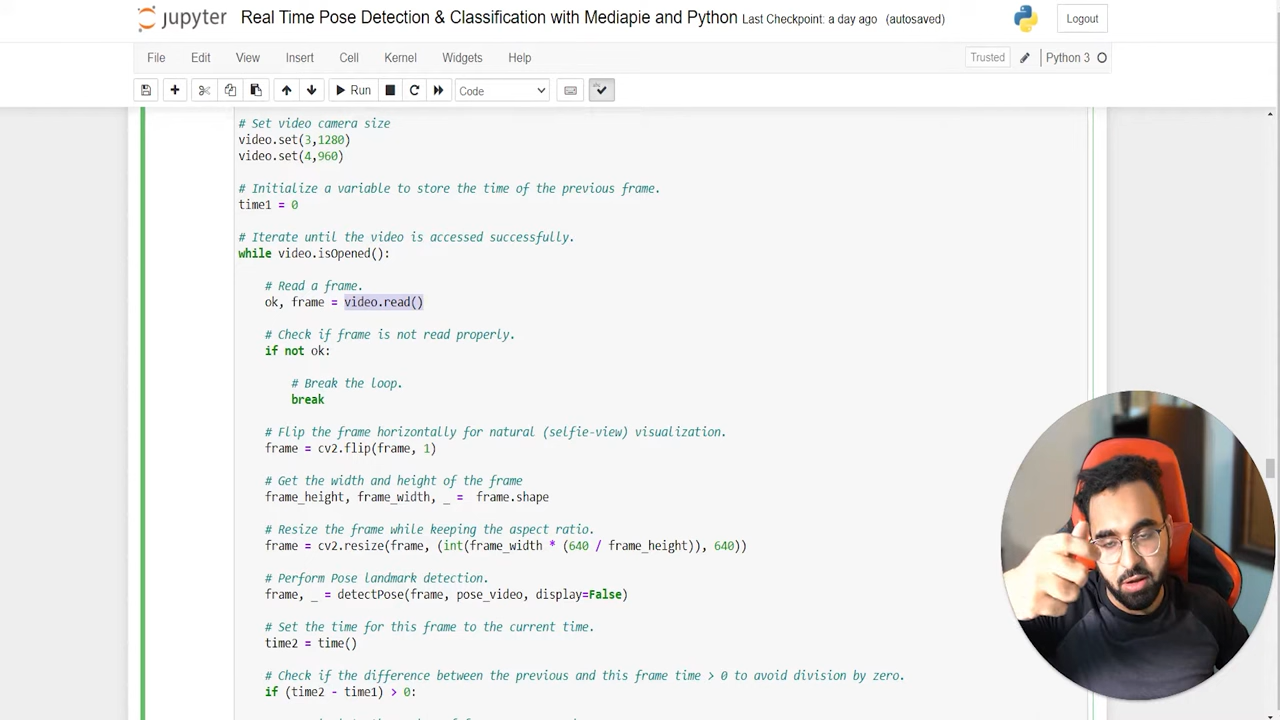 jupyter Real Time Pose Detection & Classification with Mediapie and Python Last Checkpoint: a day ago (autosaved) Logout
File Edit View Insert Cell Kernel Widgets Help Trusted Python 3
Run Code
# Set video camera size
video.set(3,1280)
video.set(4,960)
# Initialize a variable to store the time of the previous frame.
time1 = 0
# Iterate until the video is accessed successfully.
while video.isOpened():
# Read a frame.
ok, frame = video.read()
# Check if frame is not read properly.
if not ok:
# Break the loop.
break
# Flip the frame horizontally for natural (selfie-view) visualization.
frame = cv2.flip(frame, 1)
# Get the width and height of the frame
frame_height, frame_width, _ =  frame.shape
# Resize the frame while keeping the aspect ratio.
frame = cv2.resize(frame, (int(frame_width * (640 / frame_height)), 640))
# Perform Pose landmark detection.
frame, _ = detectPose(frame, pose_video, display=False)
# Set the time for this frame to the current time.
time2 = time()
# Check if the difference between the previous and this frame time > 0 to avoid division by zero.
if (time2 - time1) > 0: